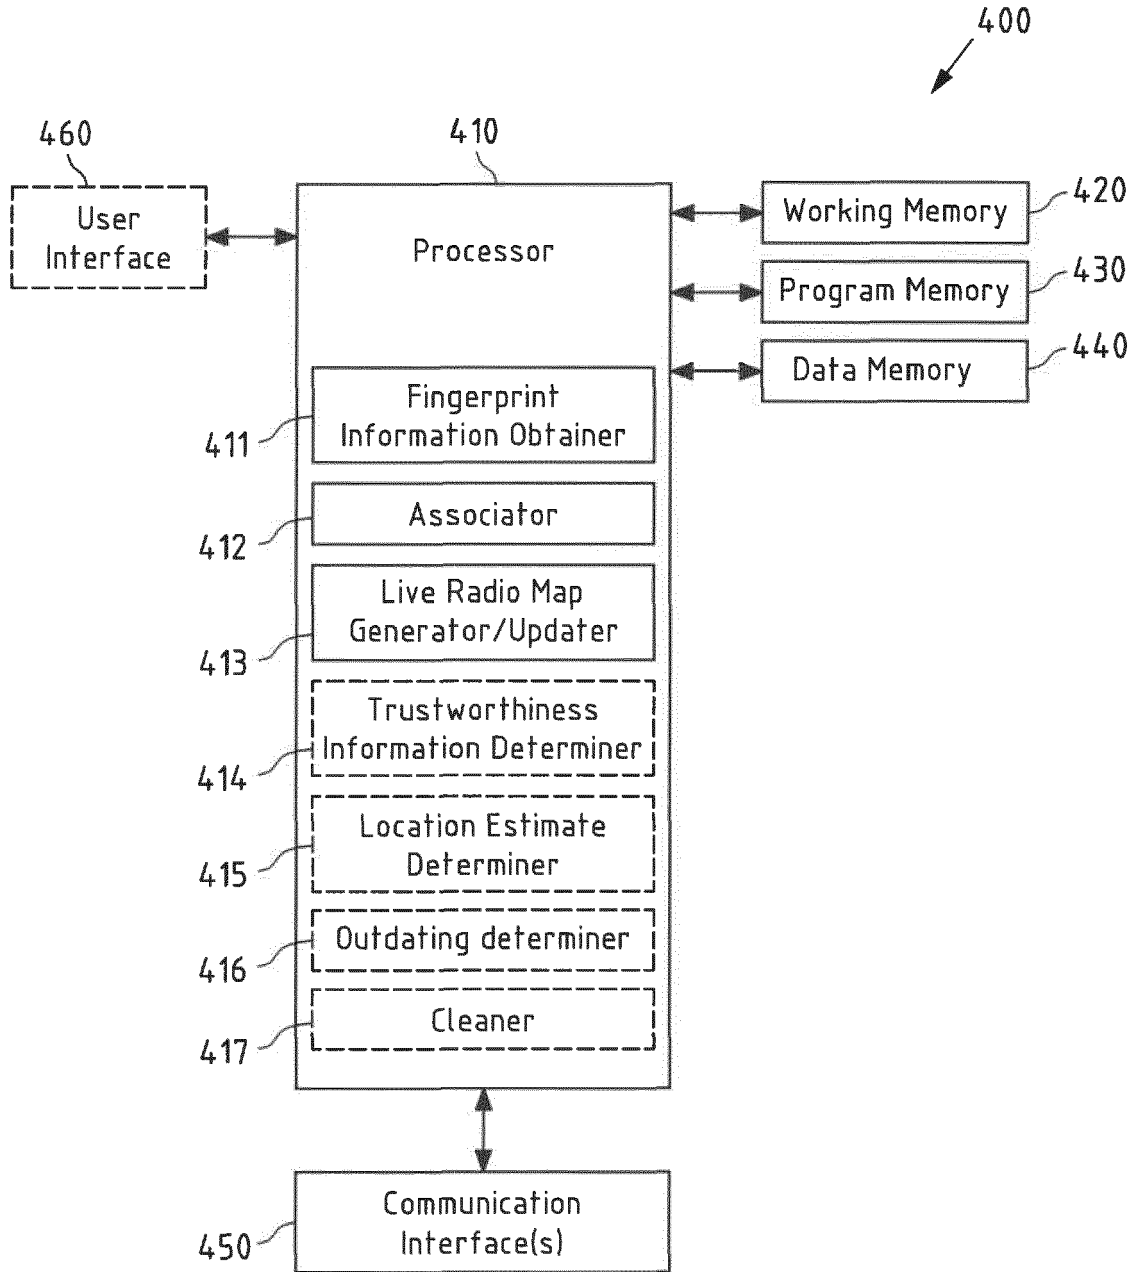 400
460
410
User
Interface
Processor
Working Memory
420
Program Memory
430
Data Memory
440
Fingerprint
Information Obtainer
411
Associator
412
Live Radio Map
Generator/Updater
413
Trustworthiness
Information Determiner
414
Location Estimate
Determiner
415
Outdating determiner
416
Cleaner
417
Communication
Interface(s)
450